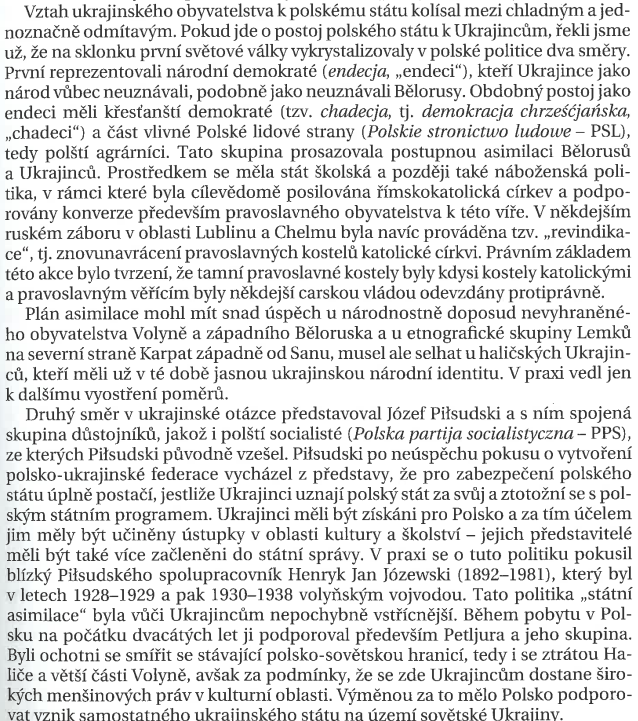 Vztah ukrajinského obyvatelstva k polskému státu kolísal mezi chladným a jed-
noznačně odmítavým. Pokud jde o postoj polského státu k Ukrajincům, řekli jsme
už, že na sklonku první světové války vykrystalizovaly v polské politice dva směry.
První reprezentovali národní demokraté (endecja, „endeci“), kteří Ukrajince jako
národ vůbec neuznávali, podobně jako neuznávali Bělorusy. Obdobný postoj jako
endeci měli křesťanští demokraté (tzv. chadecja, tj. demokracja chrześćjańska,
„chadeci“) a část vlivné Polské lidové strany (Polskie stronictwo ludowe – PSL),
tedy polští agrárníci. Tato skupina prosazovala postupnou asimilaci Bělorusů
a Ukrajinců. Prostředkem se měla stát školská a později také náboženská poli-
tika, v rámci které byla cílevědomě posilována římskokatolická církev a podpo-
rovány konverze především pravoslavného obyvatelstva k této víře. V někdejším
ruském záboru v oblasti Lublinu a Chelmu byla navíc prováděna tzv. „revindika-
ce“, tj. znovunavrácení pravoslavných kostelů katolické církvi. Právním základem
této akce bylo tvrzení, že tamní pravoslavné kostely byly kdysi kostely katolickými
a pravoslavným věřícím byly někdejší carskou vládou odevzdány protiprávně.
Plán asimilace mohl mít snad úspěch u národnostně doposud nevyhraněné-
ho obyvatelstva Volyně a západního Běloruska a u etnografické skupiny Lemků
na severní straně Karpat západně od Sanu, musel ale selhat u haličských Ukrajin-
ců, kteří měli už v té době jasnou ukrajinskou národní identitu. V praxi vedl jen
k dalšímu vyostření poměrů.
Druhý směr v ukrajinské otázce představoval Józef Piłsudski a s ním spojená
skupina důstojníků, jakož i polští socialisté (Polska partija socialistyczna – PPS),
ze kterých Piłsudski původně vzešel. Piłsudski po neúspěchu pokusu o vytvoření
polsko-ukrajinské federace vycházel z představy, že pro zabezpečení polského
státu úplně postačí, jestliže Ukrajinci uznají polský stát za svůj a ztotožní se s pol-
ským státním programem. Ukrajinci měli být získáni pro Polsko a za tím účelem
jim měly být učiněny ústupky v oblasti kultury a školství – jejich představitelé
měli být také více začleněni do státní správy. V praxi se o tuto politiku pokusil
blízký Piłsudského spolupracovník Henryk Jan Józewski (1892–1981), který byl
v letech 1928–1929 a pak 1930–1938 volyňským vojvodou. Tato politika „státní
asimilace“ byla vůči Ukrajincům nepochybně vstřícnější. Během pobytu v Pol-
sku na počátku dvacátých let ji podporoval především Petljura a jeho skupina.
Byli ochotni se smířit se stávající polsko-sovětskou hranicí, tedy i se ztrátou Ha-
liče a větší části Volyně, avšak za podmínky, že se zde Ukrajincům dostane širo-
kých menšinových práv v kulturní oblasti. Výměnou za to mělo Polsko podporo-
vat vznik samostatného ukrajinského státu na území sovětské Ukrajiny.